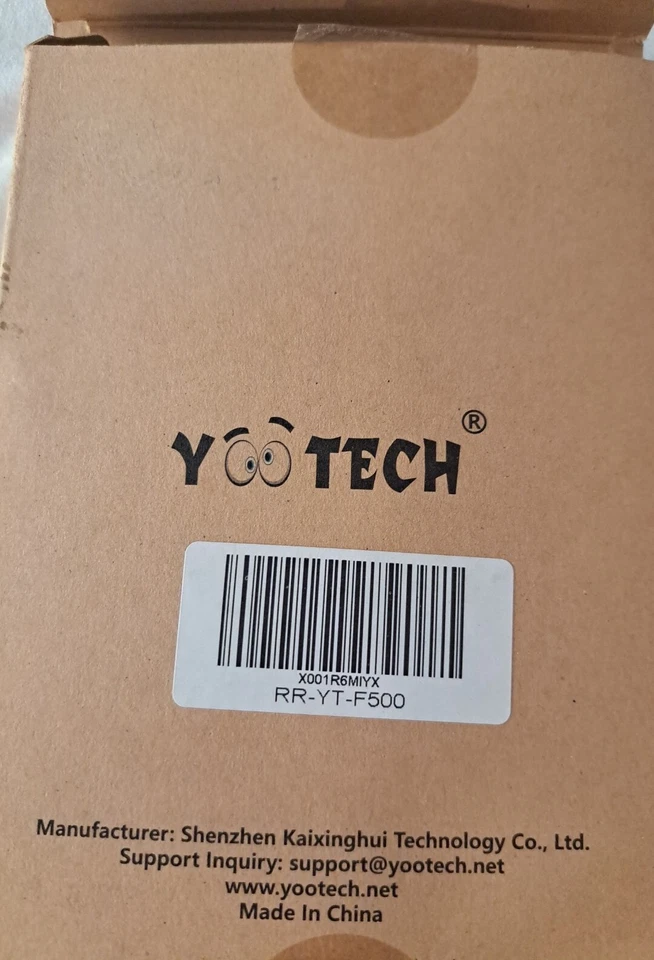 YOOTECH®
X001R6MIYX
RR-YT-F500
Manufacturer: Shenzhen Kaixinghui Technology Co., Ltd.
Support Inquiry: support@yootech.net
www.yootech.net
Made In China